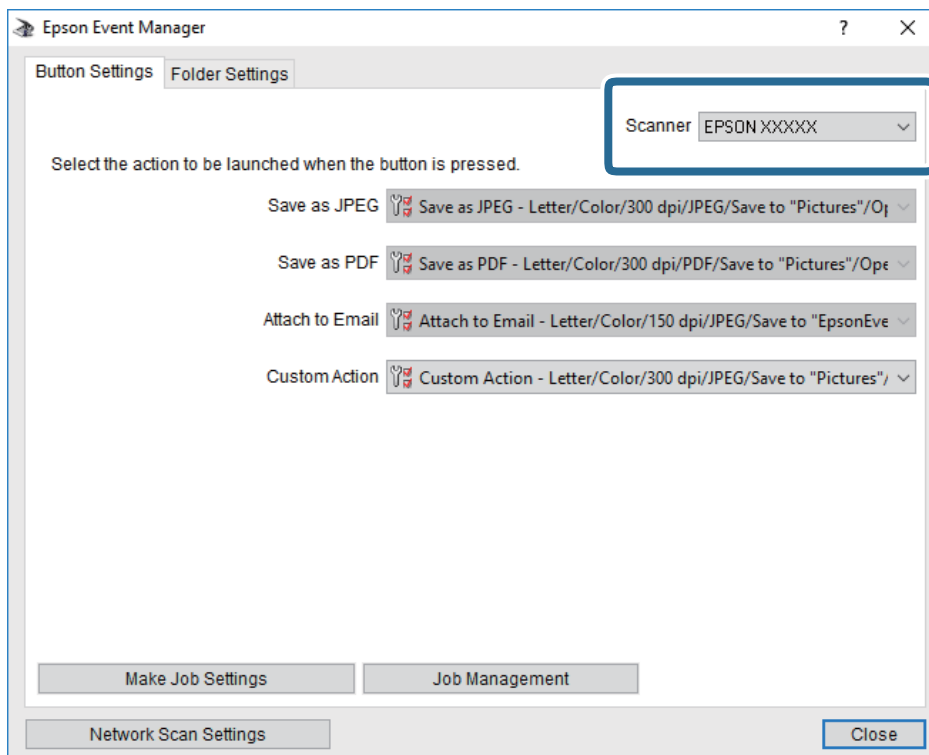 Epson Event Manager
Button Settings Folder Settings
Scanner EPSON XXXXX
Select the action to be launched when the button is pressed.
Save as JPEG Save as JPEG - Letter/Color/300 dpi/JPEG/Save to "Pictures"/Op
Save as PDF Save as PDF - Letter/Color/300 dpi/PDF/Save to "Pictures"/Ope
Attach to Email Attach to Email - Letter/Color/150 dpi/JPEG/Save to "EpsonEve
Custom Action Custom Action - Letter/Color/300 dpi/JPEG/Save to "Pictures"/
Make Job Settings Job Management
Network Scan Settings Close